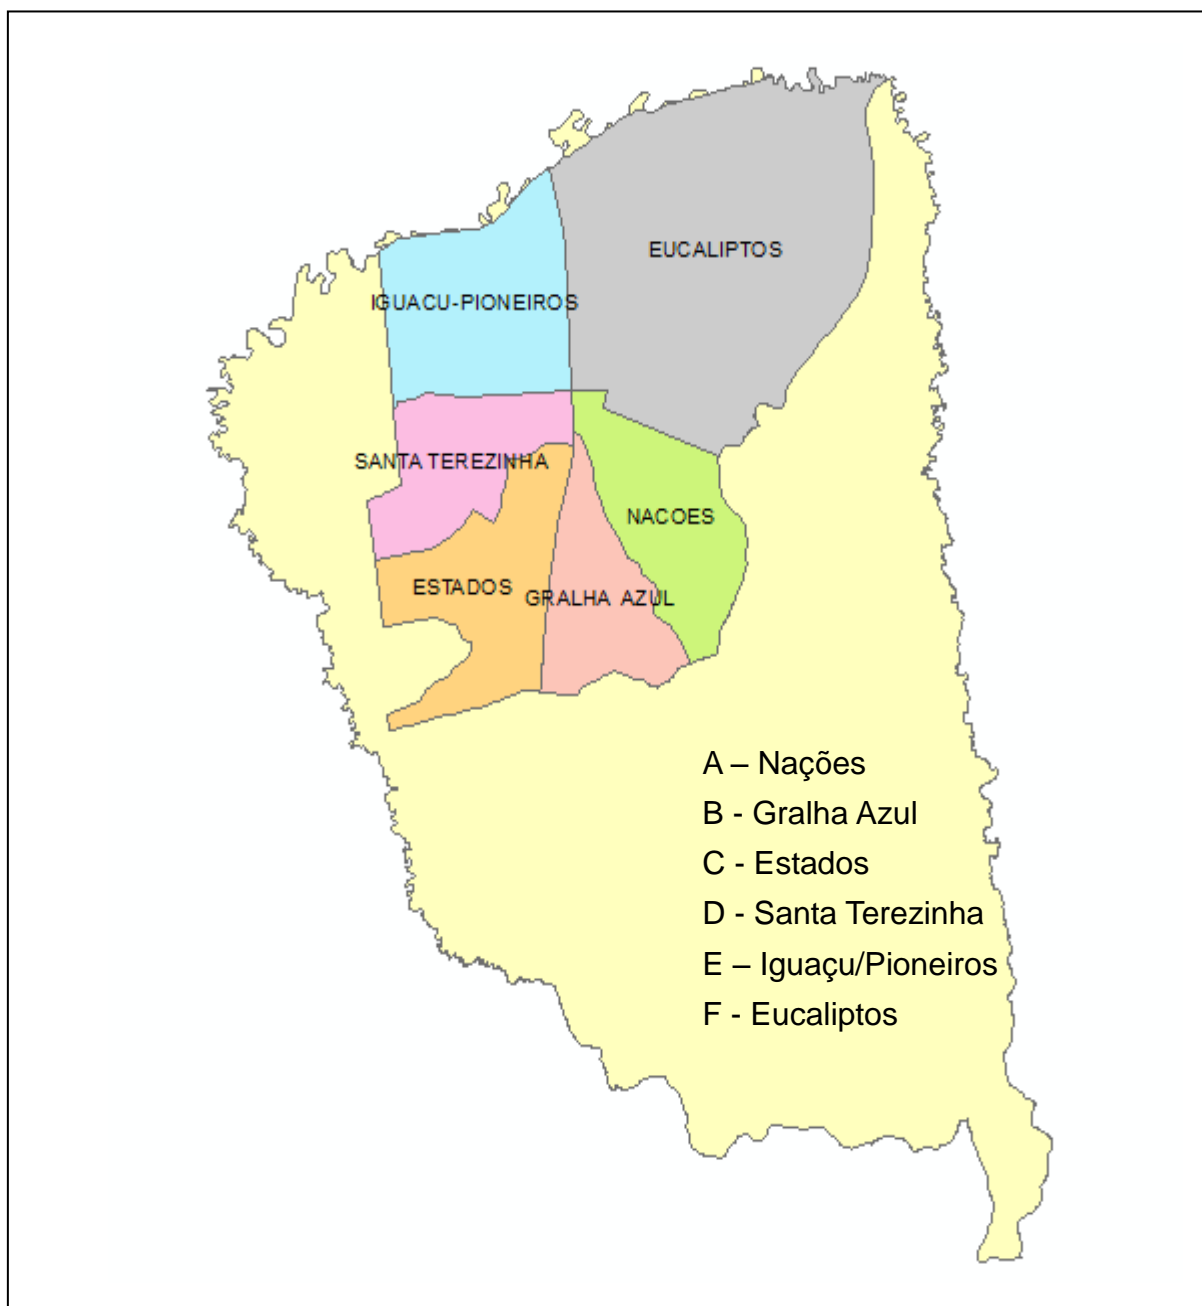 EUCALIPTOS
IGUACU-PIONEIROS
SANTA TEREZINHA
NACOES
ESTADOS
GRALHA AZUL
A – Nações
B - Gralha Azul
C - Estados
D - Santa Terezinha
E – Iguaçu/Pioneiros
F - Eucaliptos